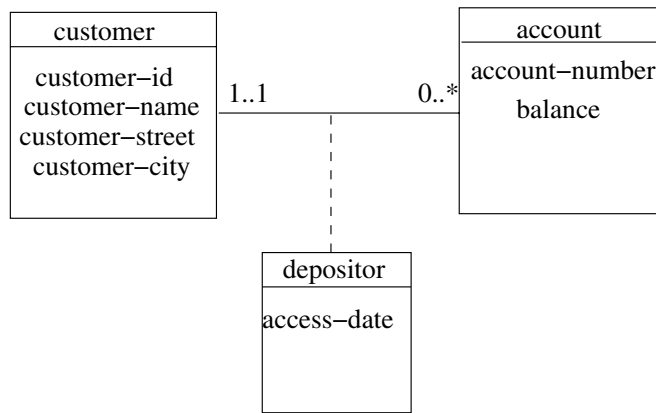 customer
customer−id
customer−name
customer−street
customer−city
1..1
0..*
account
account−number
balance
depositor
access−date